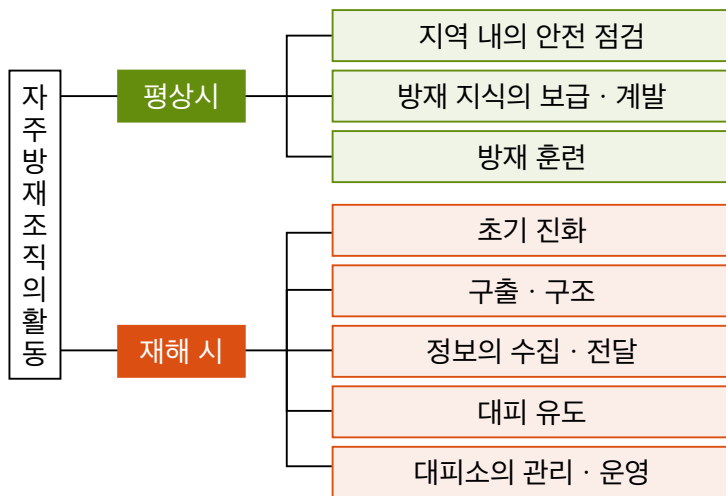 자주방재조직의활동
평상시
지역 내의 안전 점검
방재 지식의 보급 · 계발
방재 훈련
재해 시
초기 진화
구출 · 구조
정보의 수집 · 전달
대피 유도
대피소의 관리 · 운영